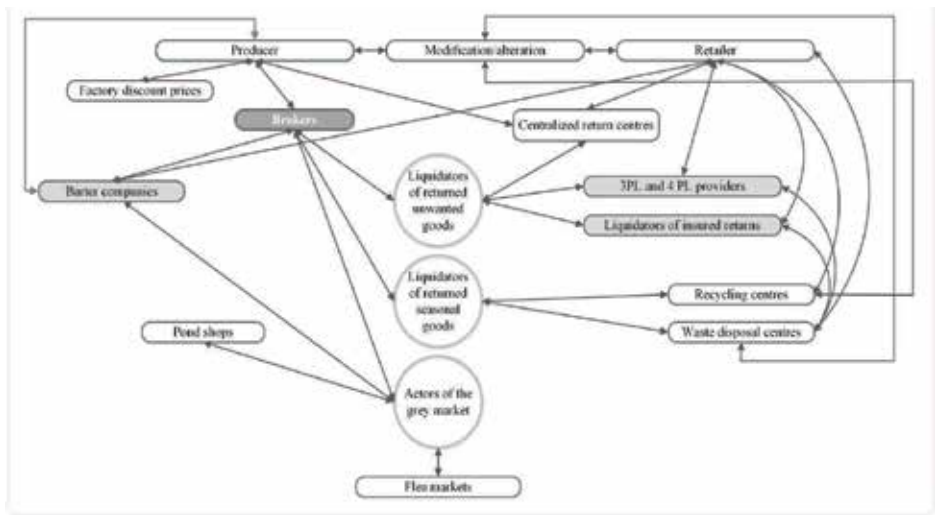 Producer
Modification/alteration
Retailer
Factory discount prices
Brokers
Centralized return centres
Barter companies
Liquidators
of returned
unwanted
goods
3PL and 4 PL providers
Liquidators of insured returns
Liquidators
of returned
seasonal
goods
Recycling centres
Pond shops
Waste disposal centres
Actors of the
grey market
Flea markets